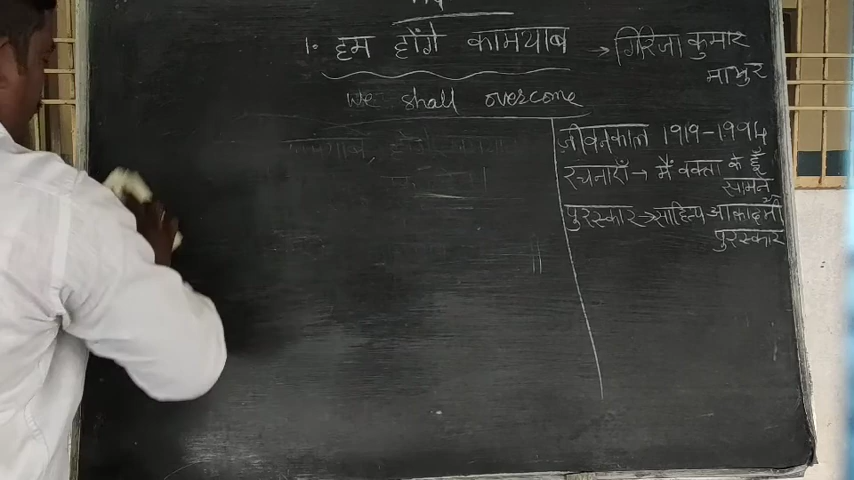 1. हम होंगे कामयाब → गिरिजा कुमार
माथुर
We shall overcome
जीवनकाल 1919-1994
रचनाएँ → मैं वक्त के हूँ
सामने
पुरस्कार → साहित्य अकादमी
पुरस्कार